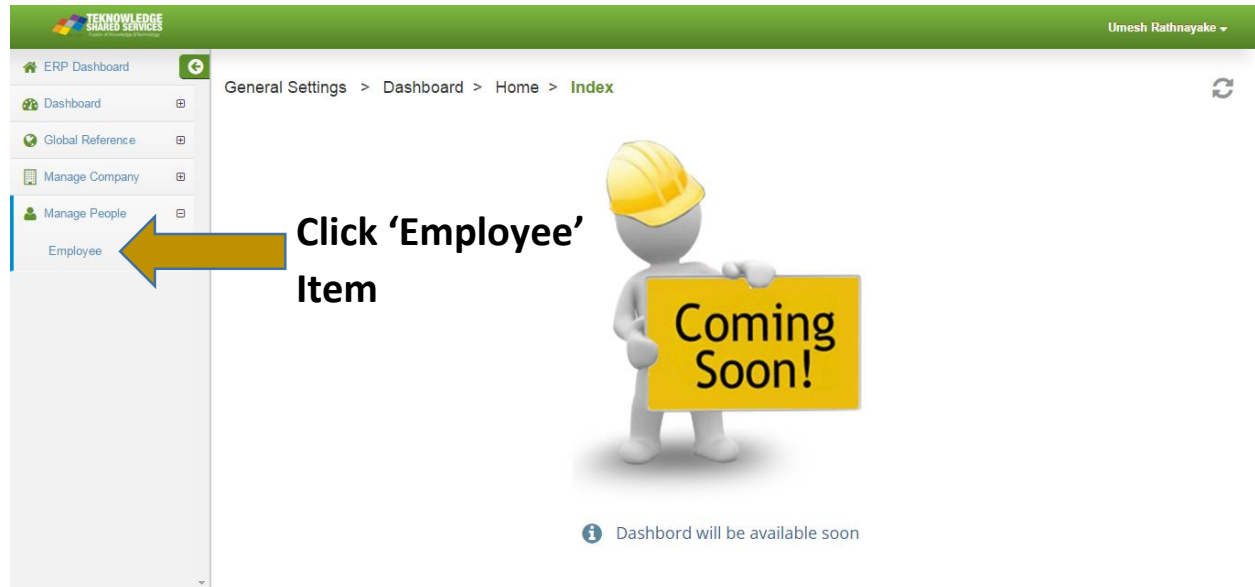 TEKNOWLEDGE
SHARED SERVICES
Umesh Rathnayake
ERP Dashboard
General Settings > Dashboard > Home > Index
Dashboard
Global Reference
Manage Company
Manage People
Employee
Click ‘Employee’
Item
Coming
Soon!
Dashbord will be available soon